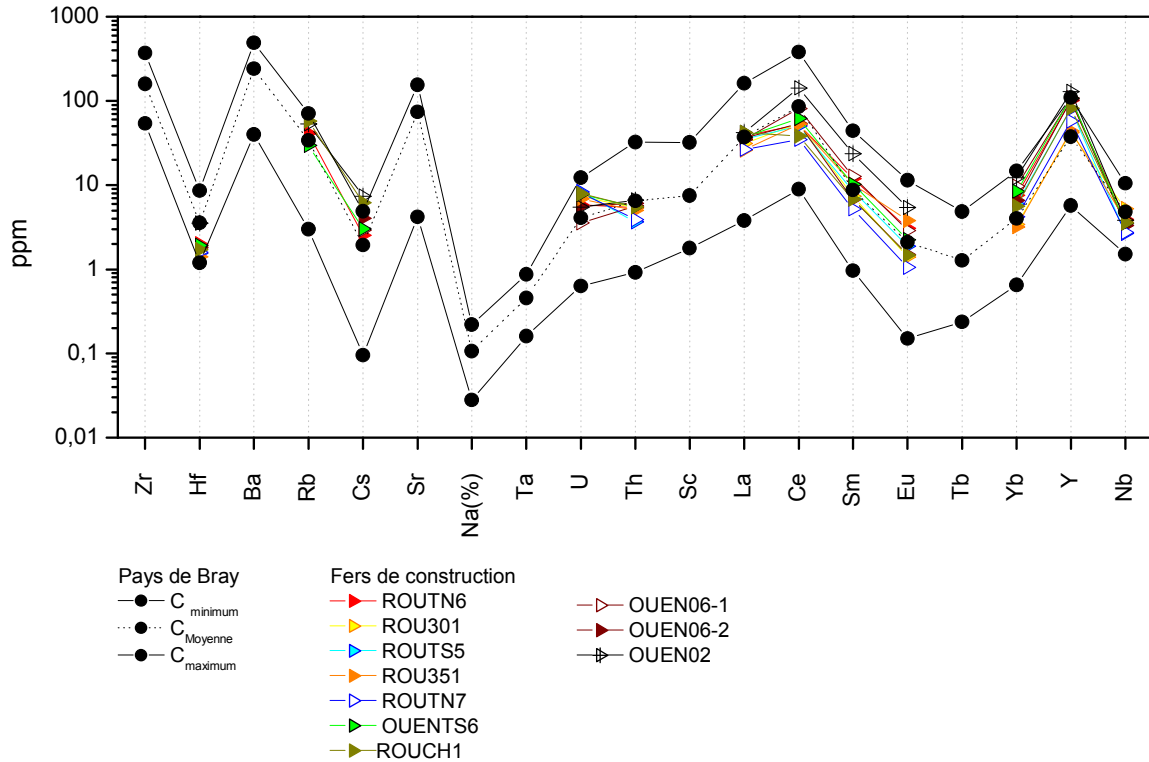 1000
100
10
1
0,1
0,01
ppm
Zr Hf Ba Rb Cs Sr Na(%) Ta U Th Sc La Ce Sm Eu Tb Yb Y Nb
Pays de Bray
C minimum
C Moyenne
C maximum
Fers de construction
ROUTN6
ROU301
ROUTS5
ROU351
ROUTN7
OUENTS6
ROUCH1
OUEN06-1
OUEN06-2
OUEN02